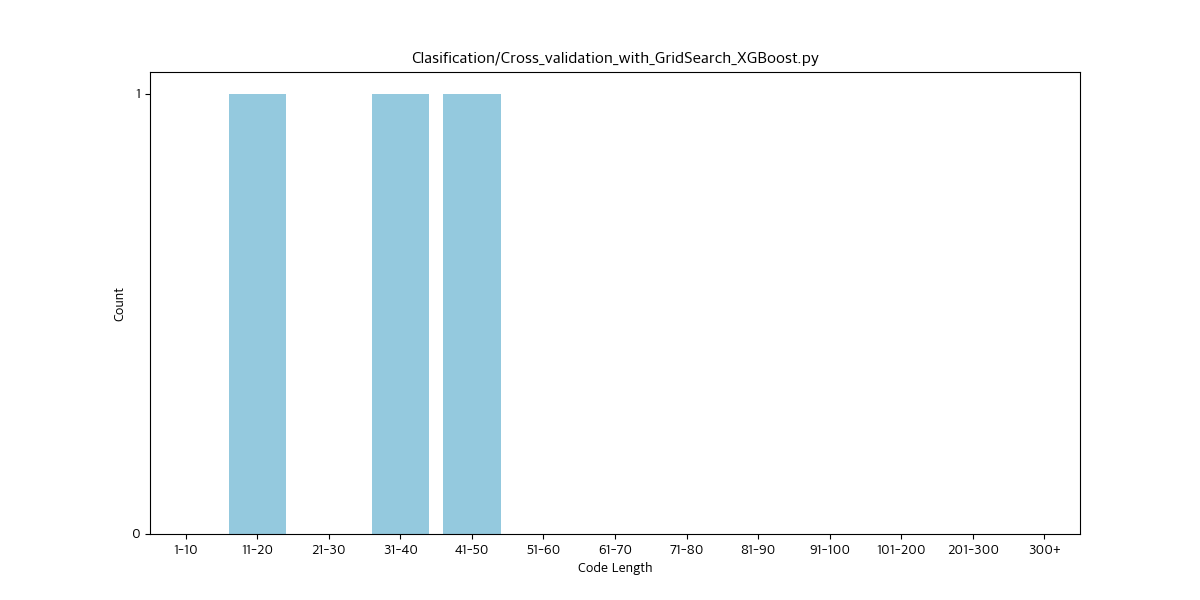 Clasification/Cross_validation_with_GridSearch_XGBoost.py
1
Count
0
1-10 11-20 21-30 31-40 41-50 51-60 61-70 71-80 81-90 91-100 101-200 201-300 300+
Code Length